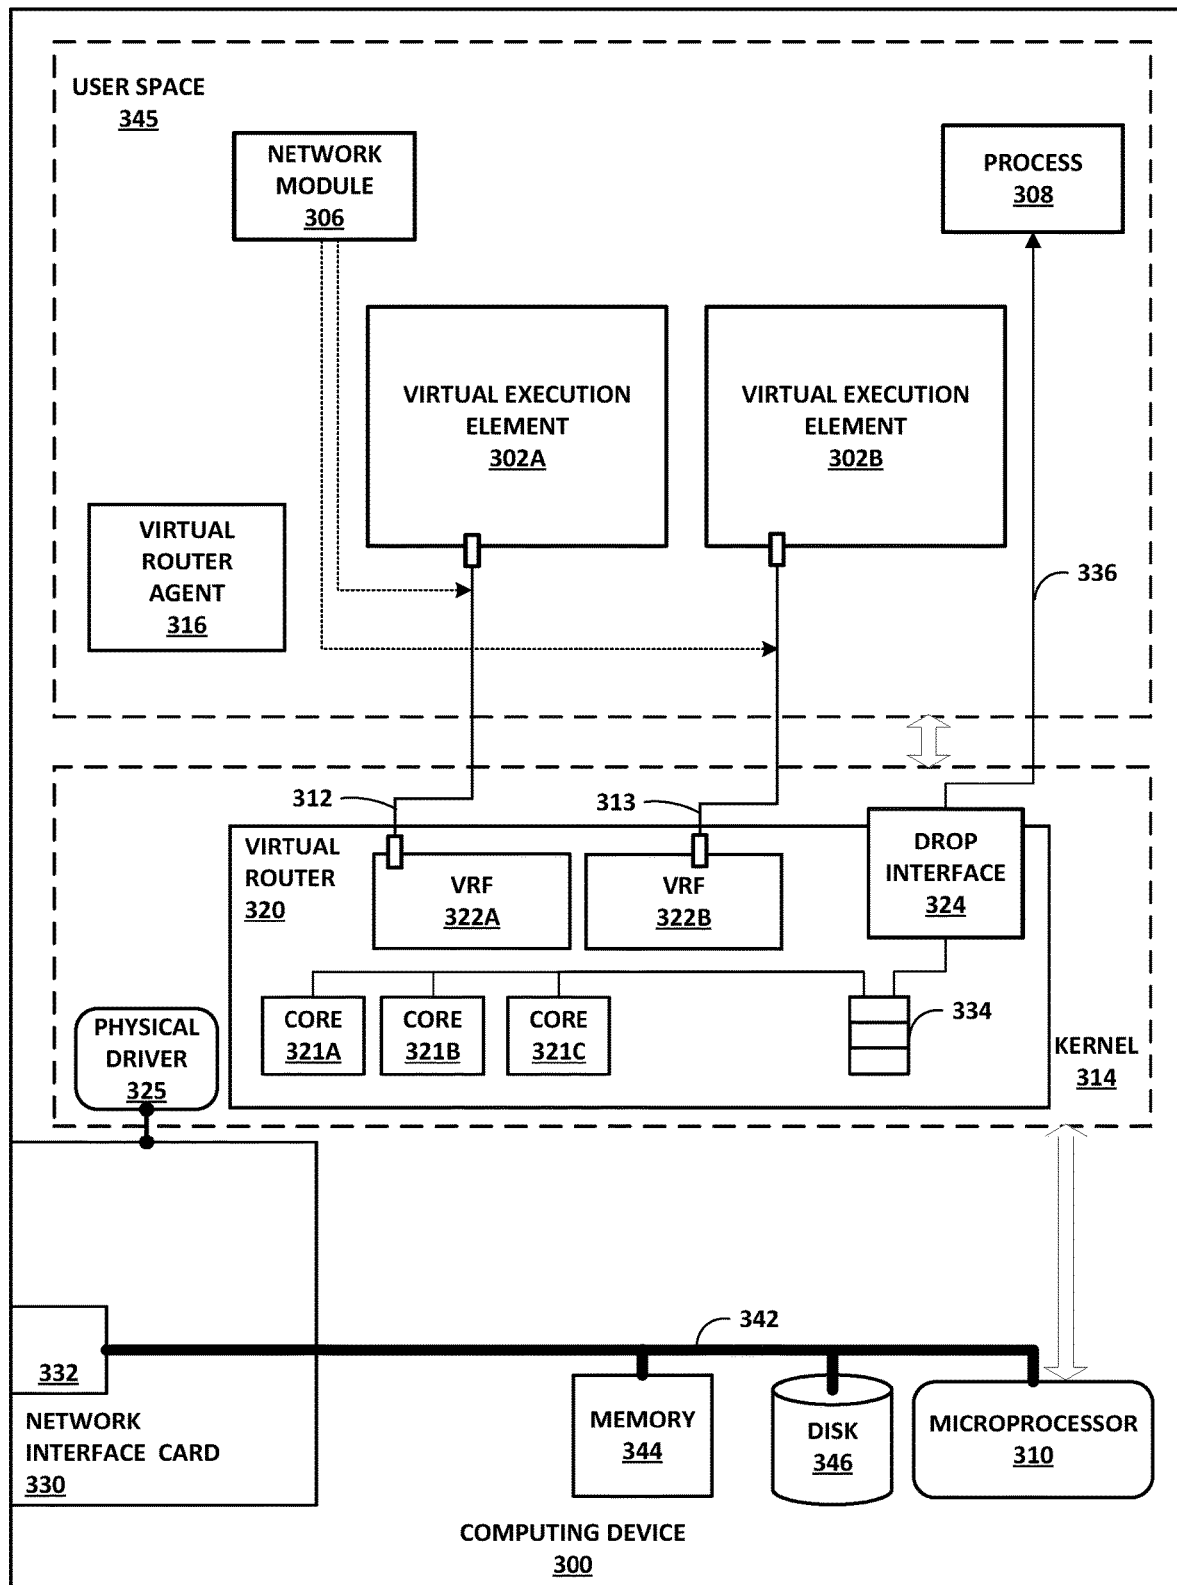 USER SPACE
345
NETWORK
MODULE
306
PROCESS
308
VIRTUAL EXECUTION
ELEMENT
302A
VIRTUAL EXECUTION
ELEMENT
302B
VIRTUAL
ROUTER
AGENT
316
336
312
313
VIRTUAL
ROUTER
320
VRF
322A
VRF
322B
DROP
INTERFACE
324
CORE
321A
CORE
321B
CORE
321C
334
PHYSICAL
DRIVER
325
KERNEL
314
342
332
NETWORK
INTERFACE CARD
330
MEMORY
344
DISK
346
MICROPROCESSOR
310
COMPUTING DEVICE
300